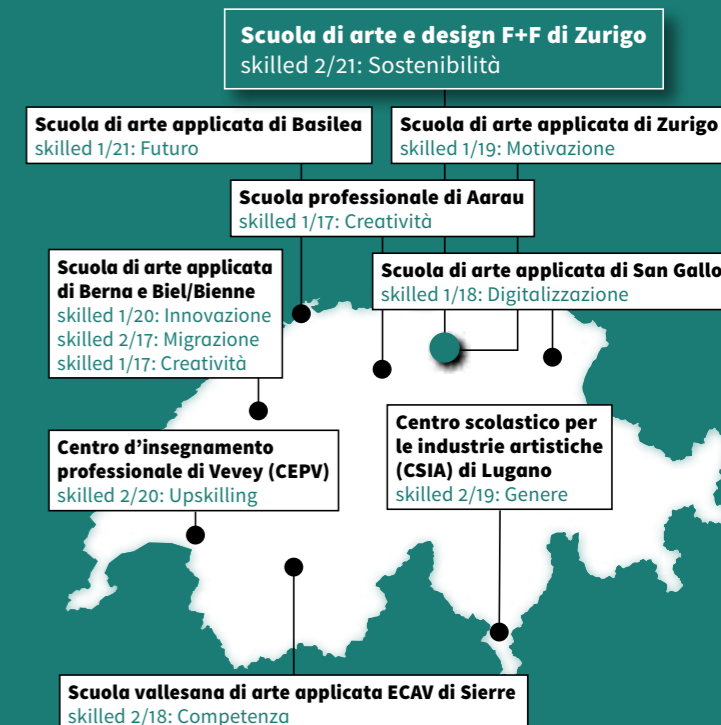 Scuola di arte e design F+F di Zurigo
skilled 2/21: Sostenibilità
Scuola di arte applicata di Basilea
skilled 1/21: Futuro
Scuola di arte applicata di Zurigo
skilled 1/19: Motivazione
Scuola professionale di Aarau
skilled 1/17: Creatività
Scuola di arte applicata
di Berna e Biel/Bienne
skilled 1/20: Innovazione
skilled 2/17: Migrazione
skilled 1/17: Creatività
Scuola di arte applicata di San Gallo
skilled 1/18: Digitalizzazione
Centro d'insegnamento
professionale di Vevey (CEPV)
skilled 2/20: Upskilling
Centro scolastico per
le industrie artistiche
(CSIA) di Lugano
skilled 2/19: Genere
Scuola vallesana di arte applicata ECAV di Sierre
skilled 2/18: Competenza